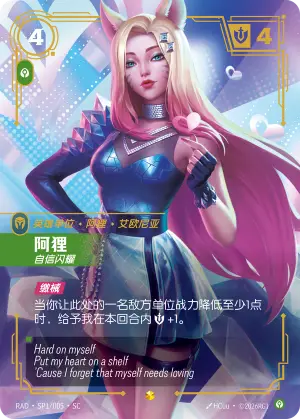 4
4
英雄单位・阿狸・艾欧尼亚
阿狸
自信闪耀
缴械
当你让此处的一名敌方单位战力降低至少1点
时，给予我在本回合内 +1。
Hard on myself
Put my heart on a shelf
'Cause I forget that myself needs loving
RAD・SP1/005・SC
©2026RG